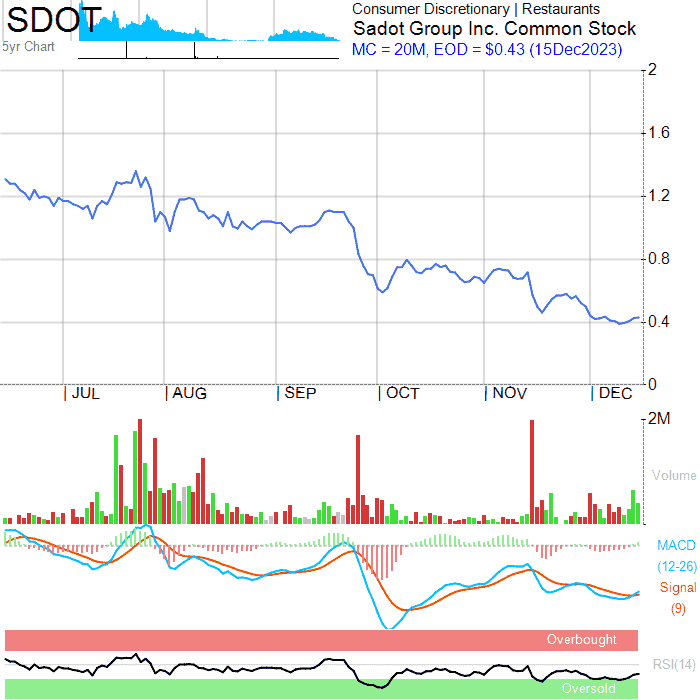 SDOT
Consumer Discretionary | Restaurants
Sadot Group Inc. Common Stock
5yr Chart
MC = 20M, EOD = $0.43 (15Dec2023)
2
1.6
1.2
0.8
0.4
0
JUL AUG SEP OCT NOV DEC
2M
Volume
MACD
(12-26)
Signal
(9)
Overbought
RSI(14)
Oversold